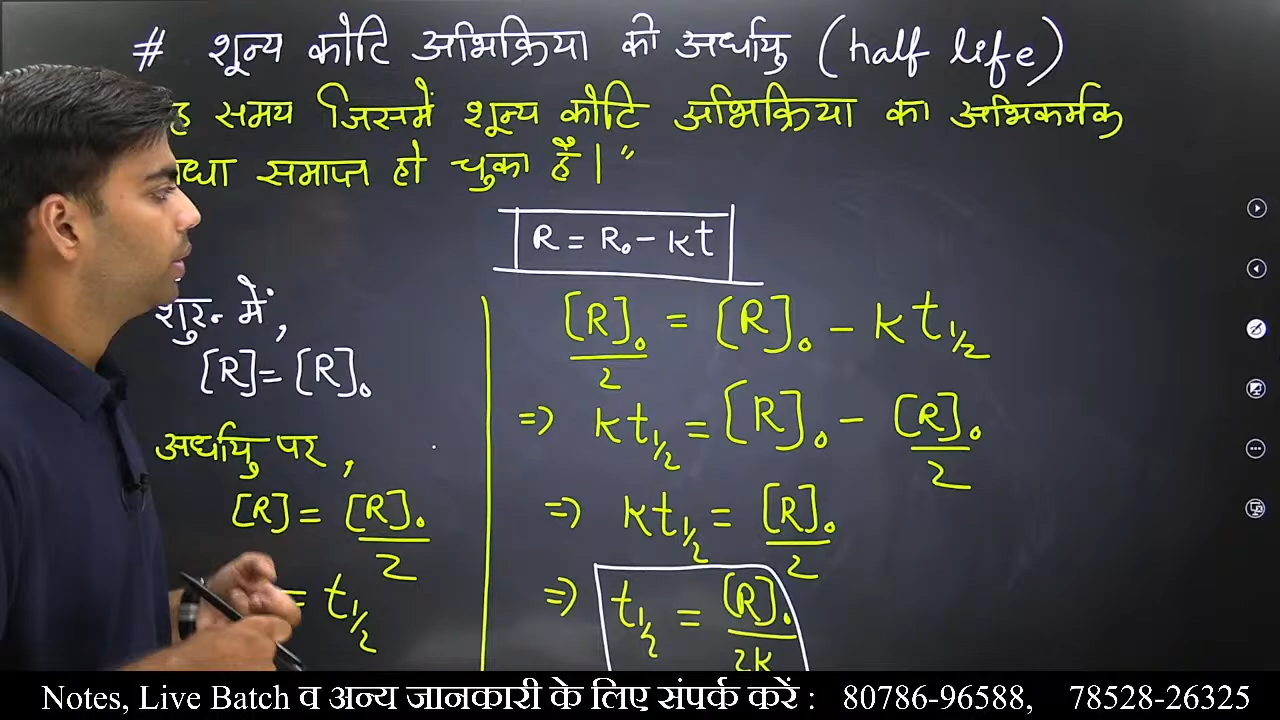 # शून्य कोटि अभिक्रिया की अर्धायु (half life)
समय जिसमें शून्य कोटि अभिक्रिया का अभिकर्मक
समाप्त हो चुका है।"
R = R₀ - kt
शुरू में,
[R] = [R]₀
अर्धायु पर,
[R] = [R]₀/2
= t½
[R]₀/2 = [R]₀ - kt½
⇒ kt½ = [R]₀ - [R]₀/2
⇒ kt½ = [R]₀/2
⇒ t½ = [R]₀/2k
Notes, Live Batch व अन्य जानकारी के लिए संपर्क करें : 80786-96588, 78528-26325